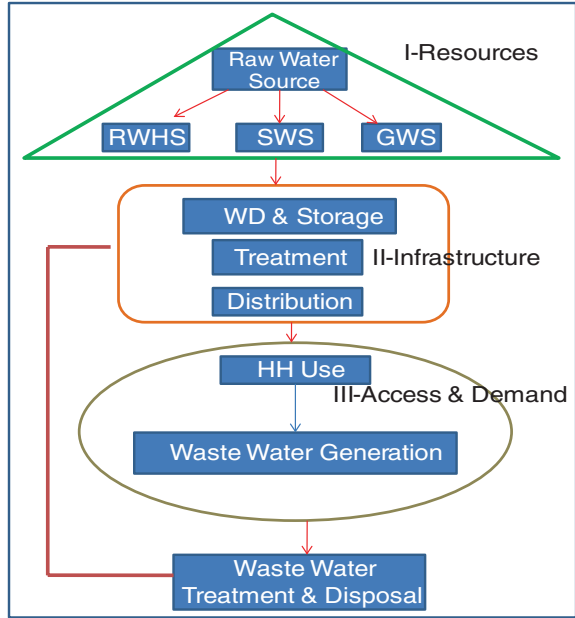 I-Resources
Raw Water
Source
RWHS
SWS
GWS
WD & Storage
Treatment
II-Infrastructure
Distribution
HH Use
III-Access & Demand
Waste Water Generation
Waste Water
Treatment & Disposal